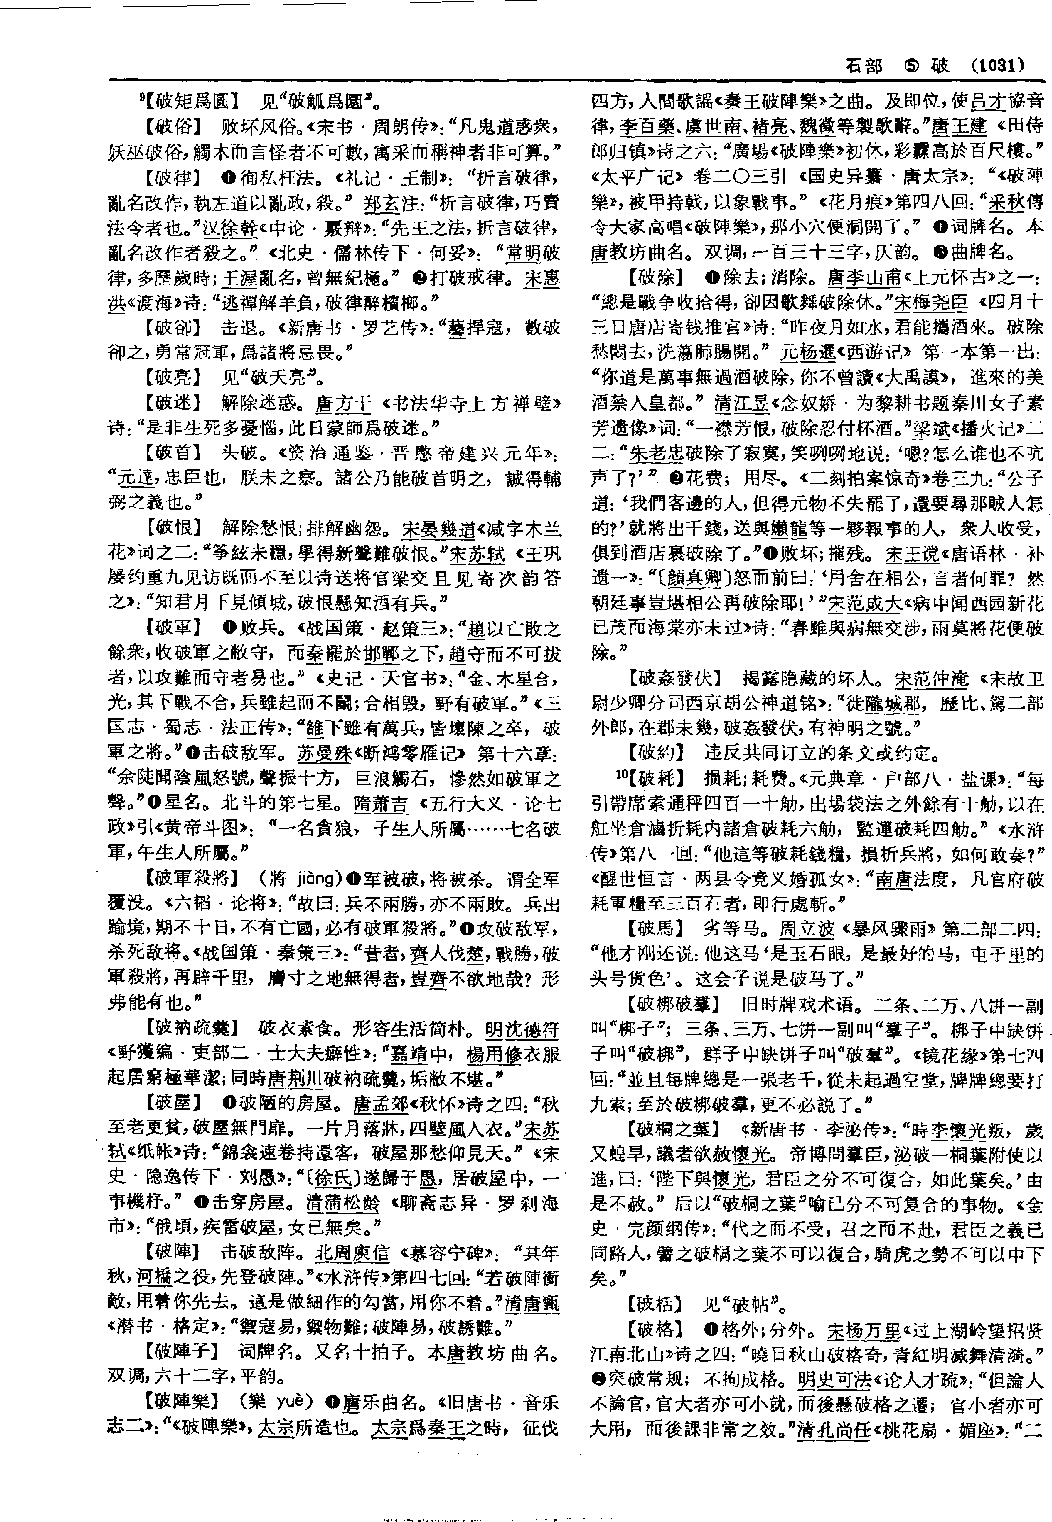 石部 ⑤ 破 (1031)
⁹【破矩爲圓】 见“破觚爲圜”。
【破俗】 败坏风俗。《宋书·周朗传》:“凡鬼道惑衆,
妖巫破俗,觸木而言怪者不可數,寓采而稱神者非可算。”
【破律】 ❶徇私枉法。《礼记·王制》: “析言破律,
亂名改作,執左道以亂政,殺。” 郑玄注:“析言破律,巧賣
法令者也。”汉徐幹《中论·覈辩》:“先王之法,析言破律,
亂名改作者殺之。” 《北史·儒林传下·何妥》: “常明破
律,多歷歲時;王渥亂名,曾無紀極。” ❷打破戒律。宋惠
洪《渡海》诗: “逃禪解羊負,破律醉檳榔。”
【破卻】 击退。《新唐书·罗艺传》:“藝捍寇, 數破
卻之,勇常冠軍,爲諸將忌畏。”
【破亮】 见“破天亮”。
【破迷】 解除迷惑。唐方干《书法华寺上方禅壁》
诗:“是非生死多憂惱,此日蒙師爲破迷。”
【破首】 头破。《资治通鉴·晋愍帝建兴元年》:
“元達,忠臣也, 朕未之察。諸公乃能破首明之, 誠得輔
弼之義也。”
【破恨】 解除愁恨;排解幽怨。宋晏幾道《减字木兰
花》词之二:“筝絃未穩,學得新聲難破恨。”宋苏轼《王巩
屡约重九见访既而不至以诗送将官梁交且见寄次韵答
之》:“知君月下見傾城,破恨懸知酒有兵。”
【破軍】 ❶败兵。《战国策·赵策三》:“趙以亡敗之
餘衆,收破軍之敝守, 而秦罷於邯鄲之下,趙守而不可拔
者,以攻難而守者易也。” 《史记·天官书》:“金、木星合,
光,其下戰不合,兵雖起而不鬭;合相毁, 野有破軍。”《三
国志·蜀志·法正传》:“雒下雖有萬兵,皆壞陳之卒, 破
軍之將。”❷击破敌军。苏曼殊《断鸿零雁记》第十六章:
“余陡聞陰風怒號,聲振十方, 巨浪觸石, 慘然如破軍之
聲。”❸星名。北斗的第七星。隋萧吉《五行大义·论七
政》引《黄帝斗图》: “一名貪狼, 子生人所屬……七名破
軍,午生人所屬。”
【破軍殺將】 (將 jiàng)❶军被破,将被杀。谓全军
覆没。《六韬·论将》:“故曰:兵不兩勝,亦不兩敗。兵出
踰境,期不十日,不有亡國,必有破軍殺將。”❷攻破敌军,
杀死敌将。《战国策·秦策三》:“昔者,齊人伐楚,戰勝,破
軍殺將,再辟千里, 膚寸之地無得者,豈齊不欲地哉? 形
弗能有也。”
【破衲疏羹】 破衣素食。形容生活简朴。明沈德符
《野獲编·吏部二·士大夫癖性》:“嘉靖中, 楊用修衣服
起居窮極華潔;同時唐荆川破衲疏羹,垢敝不堪。”
【破屋】 ❶破陋的房屋。唐孟郊《秋怀》诗之四:“秋
至老更貧,破屋無門扉。一片月落牀,四壁風入衣。”宋苏
轼《纸帐》诗:“錦衾速卷持還客, 破屋那愁仰見天。”《宋
史·隐逸传下·刘愚》:“〔徐氏〕遂歸于愚, 居破屋中,一
事機杼。” ❷击穿房屋。清蒲松龄《聊斋志异·罗刹海
市》:“俄頃,疾雷破屋,女已無矣。”
【破陣】 击破敌阵。北周庾信《慕容宁碑》: “其年
秋,河橋之役,先登破陣。”《水浒传》第四七回:“若破陣衝
敵,用着你先去。這是做細作的勾當,用你不着。”清唐甄
《潜书·格定》:“禦寇易,禦物難;破陣易,破誘難。”
【破陣子】 词牌名。又名十拍子。本唐教坊曲名。
双调,六十二字,平韵。
【破陣樂】 (樂 yuè) ❶唐乐曲名。《旧唐书·音乐
志二》:“《破陣樂》,太宗所造也。太宗爲秦王之時, 征伐
四方,人間歌謡《秦王破陣樂》之曲。及即位,使吕才協音
律,李百藥、虞世南、褚亮、魏徵等製歌辭。”唐王建《田侍
郎归镇》诗之六:“廣場《破陣樂》初休,彩纛高於百尺樓。”
《太平广记》卷二〇三引《国史异纂·唐太宗》: “《破陣
樂》,被甲持戟,以象戰事。” 《花月痕》第四八回:“采秋傳
令大家高唱《破陣樂》,那小穴便洞開了。” ❷词牌名。本
唐教坊曲名。双调,一百三十三字,仄韵。❸曲牌名。
【破除】 ❶除去;消除。唐李山甫《上元怀古》之一:
“總是戰争收拾得,卻因歌舞破除休。”宋梅尧臣《四月十
三日唐店寄钱推官》诗:“昨夜月如水,君能攜酒來。破除
愁悶去,洗蕩肺腸開。” 元杨暹《西游记》第一本第一出:
“你道是萬事無過酒破除,你不曾讀《大禹謨》, 進來的美
酒禁入皇都。” 清江昱《念奴娇·为黎耕书题秦川女子素
芳遗像》词:“一襟芳恨,破除忍付杯酒。”梁斌《播火记》二
二:“朱老忠破除了寂寞,笑咧咧地说:‘嗯?怎么谁也不吭
声了?’” ❷花费; 用尽。《二刻拍案惊奇》卷三九:“公子
道:‘我們客邊的人,但得元物不失罷了,還要尋那賊人怎
的?’就將出千錢,送與懶龍等一夥報事的人, 衆人收受,
俱到酒店裏破除了。”❸败坏;摧残。宋王谠《唐语林·补
遗一》:“〔顔真卿〕怒而前曰:‘用舍在相公,言者何罪? 然
朝廷事豈堪相公再破除耶!’”宋范成大《病中闻西园新花
已茂而海棠亦未过》诗:“春雖與病無交涉,雨莫將花便破
除。”
【破姦發伏】 揭露隐藏的坏人。宋范仲淹《宋故卫
尉少卿分司西京胡公神道铭》:“徙隴城郡, 歷比、駕二部
外郎,在郡未幾,破姦發伏,有神明之號。”
【破約】 违反共同订立的条文或约定。
¹⁰【破耗】 损耗;耗费。《元典章·户部八·盐课》:“每
引帶席索通秤四百一十觔,出場袋法之外餘有十觔,以在
舡坐倉滷折耗内諸倉破耗六觔, 監運破耗四觔。”《水浒
传》第八一回:“他這等破耗錢糧, 損折兵將, 如何敢奏?”
《醒世恒言·两县令竞义婚孤女》:“南唐法度, 凡官府破
耗軍糧至三百石者,即行處斬。”
【破馬】 劣等马。周立波《暴风骤雨》第二部二四:
“他才刚还说:他这马‘是玉石眼,是最好的马, 屯子里的
头号货色’。这会子说是破马了。”
【破梆破羣】 旧时牌戏术语。二条、二万、八饼一副
叫“梆子”; 三条、三万、七饼一副叫“羣子”。梆子中缺饼
子叫“破梆”, 群子中缺饼子叫“破羣”。《镜花缘》第七四
回:“並且每牌總是一張老千,從未起過空堂,牌牌總要打
九索;至於破梆破羣,更不必說了。”
【破桐之葉】 《新唐书·李泌传》:“時李懷光叛, 歲
又蝗旱,議者欲赦懷光。帝博問羣臣,泌破一桐葉附使以
進,曰:‘陛下與懷光,君臣之分不可復合,如此葉矣。’由
是不赦。” 后以“破桐之葉”喻已分不可复合的事物。《金
史·完颜纲传》:“代之而不受,召之而不赴,君臣之義已
同路人,譬之破桐之葉不可以復合,騎虎之勢不可以中下
矣。”
【破栝】 见“破帖”。
【破格】 ❶格外;分外。宋杨万里《过上湖岭望招贤
江南北山》诗之四:“曉日秋山破格奇,青紅明滅舞清漪。”
❷突破常规; 不拘成格。明史可法《论人才疏》:“但論人
不論官,官大者亦可小就,而後懸破格之遷; 官小者亦可
大用, 而後課非常之效。”清孔尚任《桃花扇·媚座》:“二